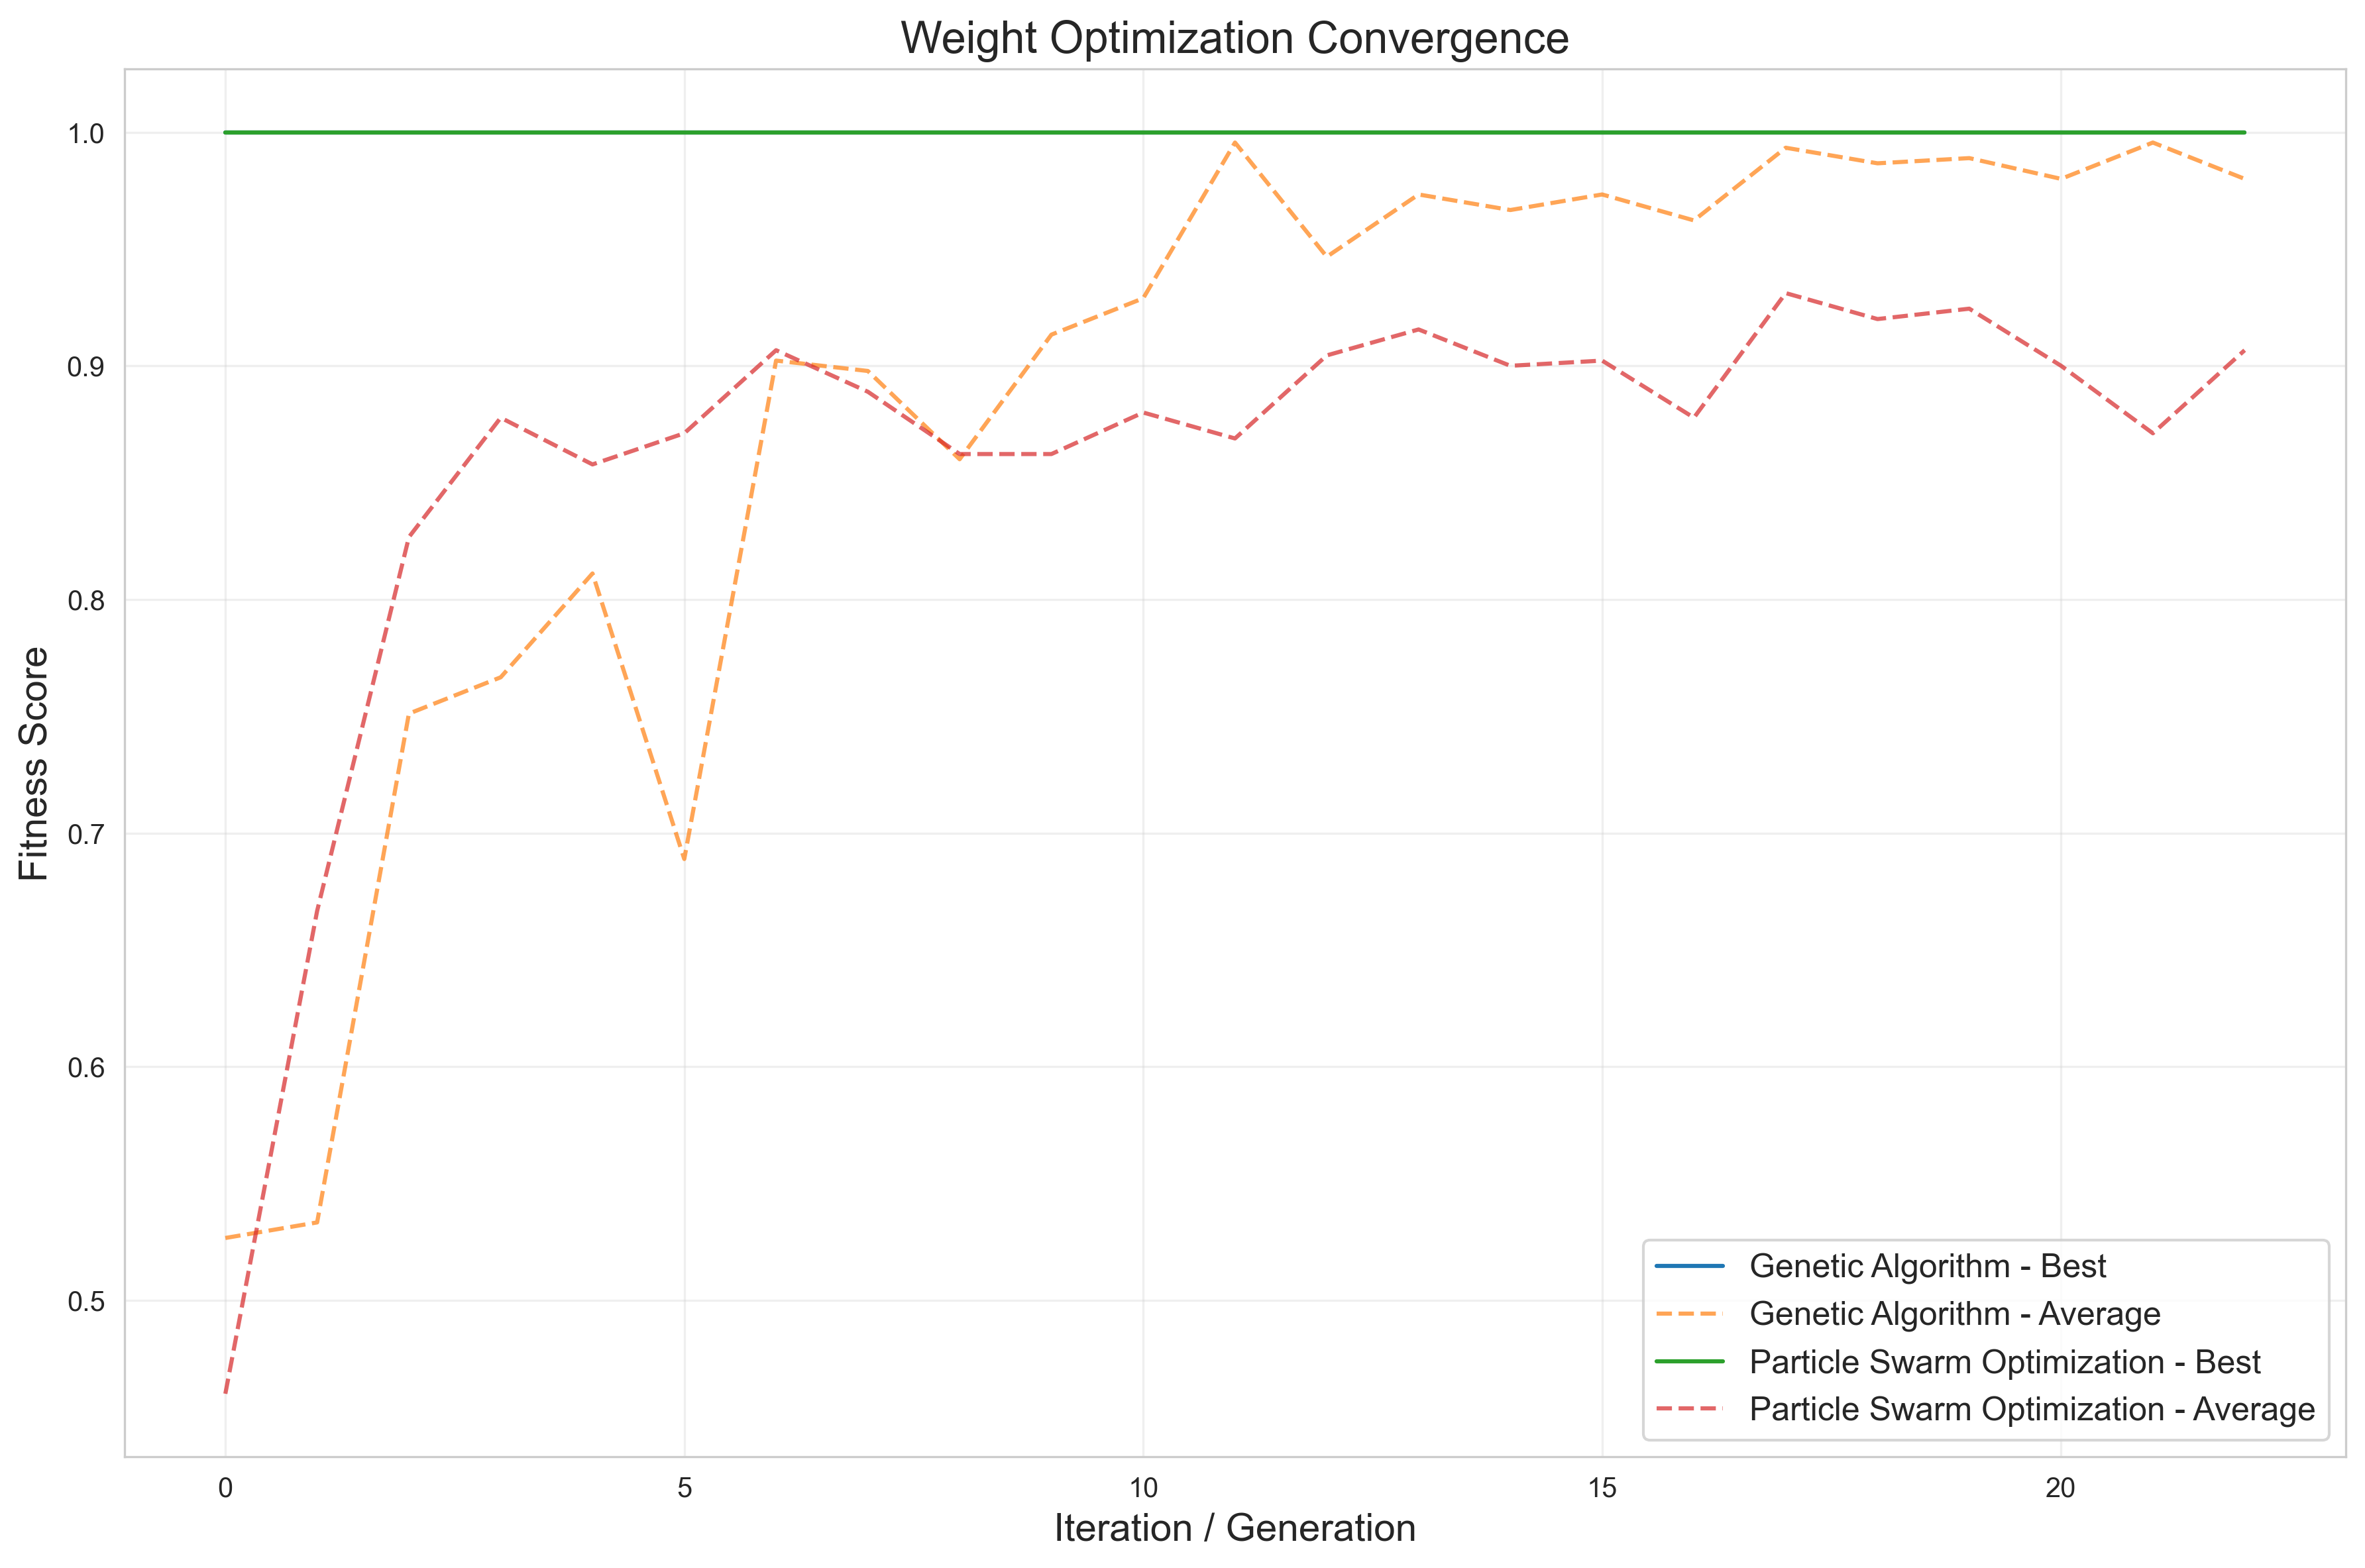 Weight Optimization Convergence
1.0
0.9
0.8
0.7
0.6
0.5
Fitness Score
0
5
10
15
20
Iteration / Generation
Genetic Algorithm - Best
Genetic Algorithm - Average
Particle Swarm Optimization - Best
Particle Swarm Optimization - Average